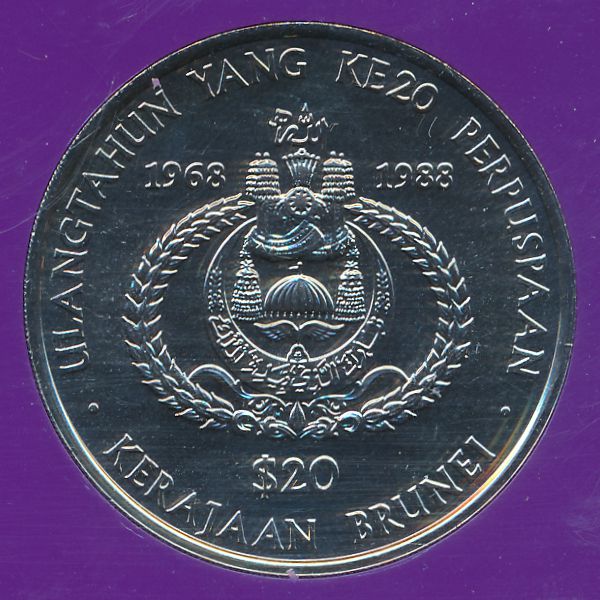 ULANGTAHUN YANG KE20 PERPUSPAAN
1968 1988
$20
· KERAJAAN BRUNEI ·